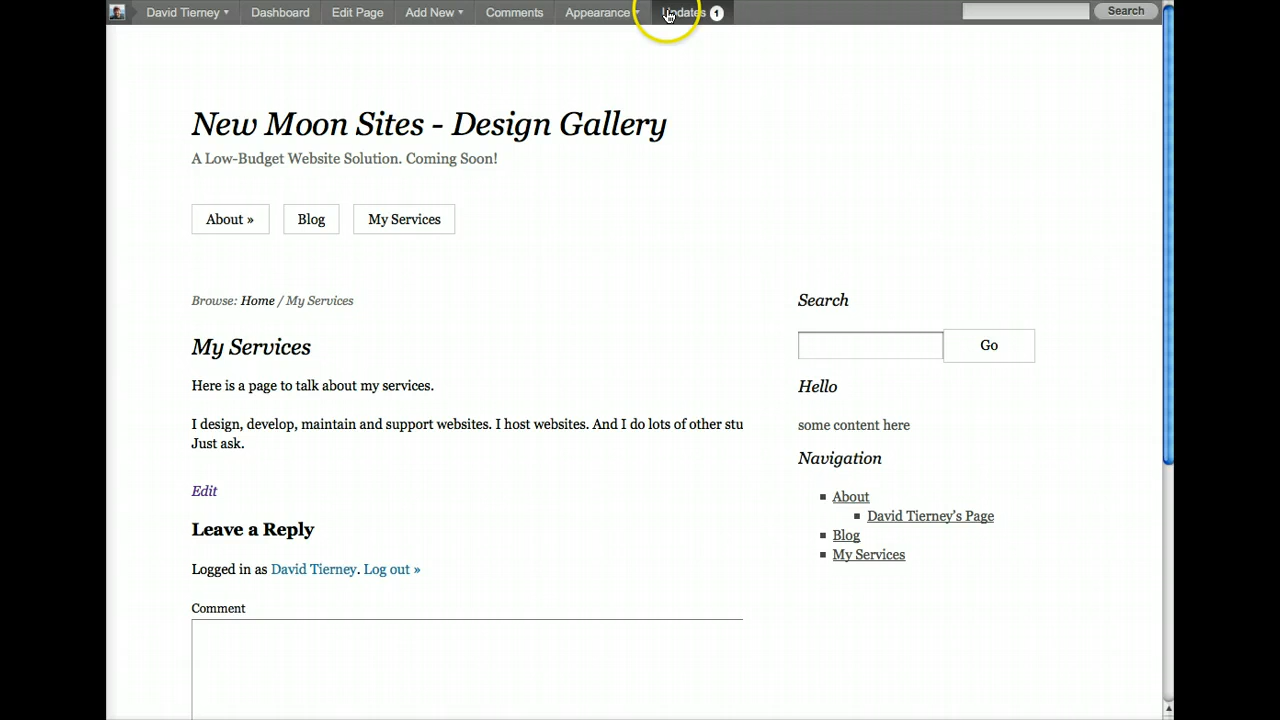 David Tierney Dashboard Edit Page Add New Comments Appearance Updates 1 Search
New Moon Sites - Design Gallery
A Low-Budget Website Solution. Coming Soon!
About » Blog My Services
Browse: Home / My Services
My Services
Here is a page to talk about my services.
I design, develop, maintain and support websites. I host websites. And I do lots of other stu
Just ask.
Edit
Leave a Reply
Logged in as David Tierney. Log out »
Comment
Search
Go
Hello
some content here
Navigation
About
David Tierney's Page
Blog
My Services